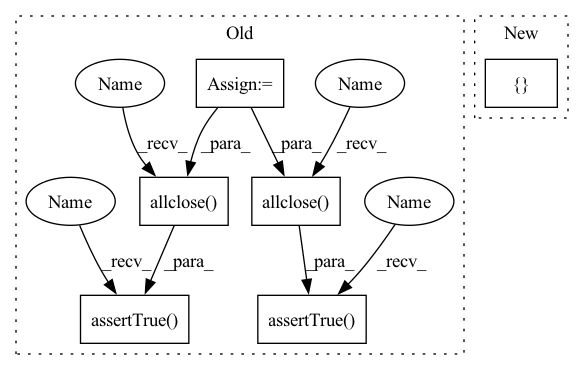 Old
New
Name
Assign:=
Name
{}
_recv_
_para_
_para_
_recv_
Name
allclose()
allclose()
Name
_recv_
_para_
_para_
_recv_
assertTrue()
assertTrue()